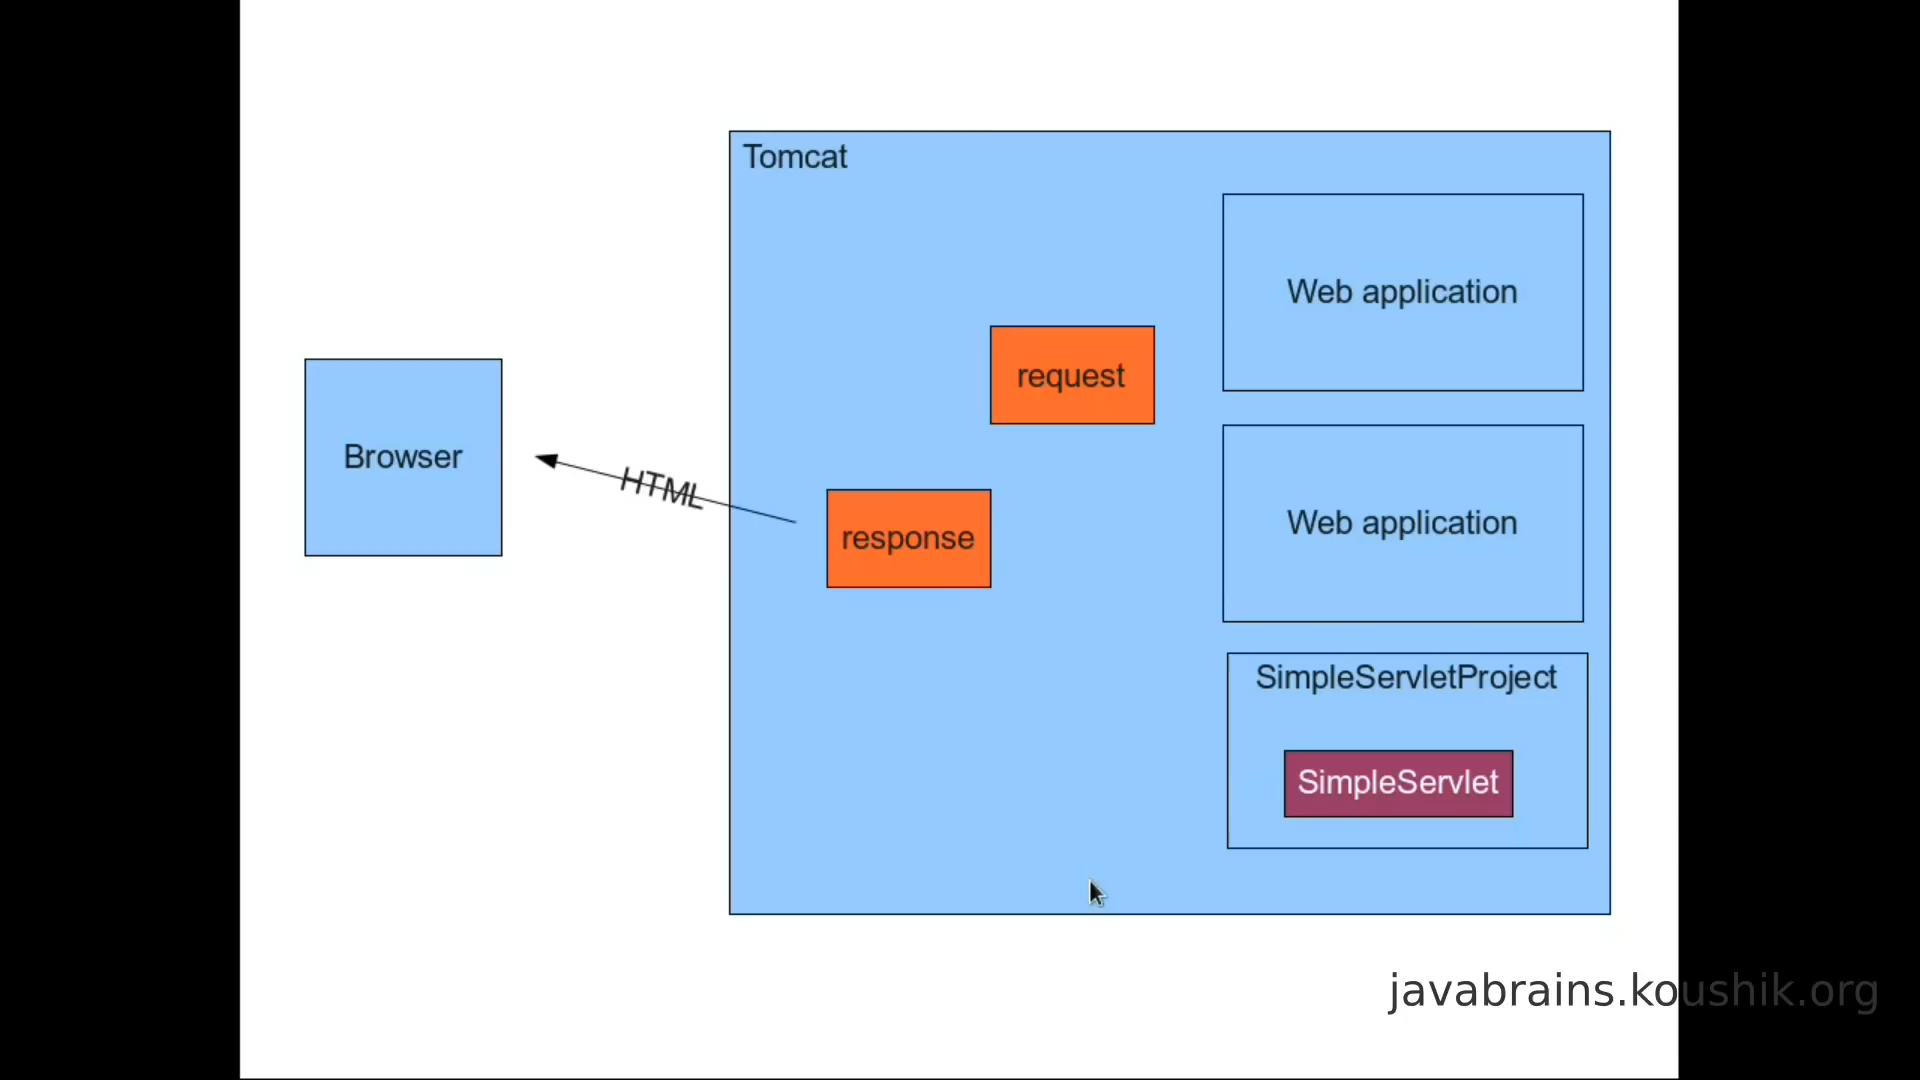 Tomcat
Web application
request
Browser
HTML
response
Web application
SimpleServletProject
SimpleServlet
javabrains.koushik.org